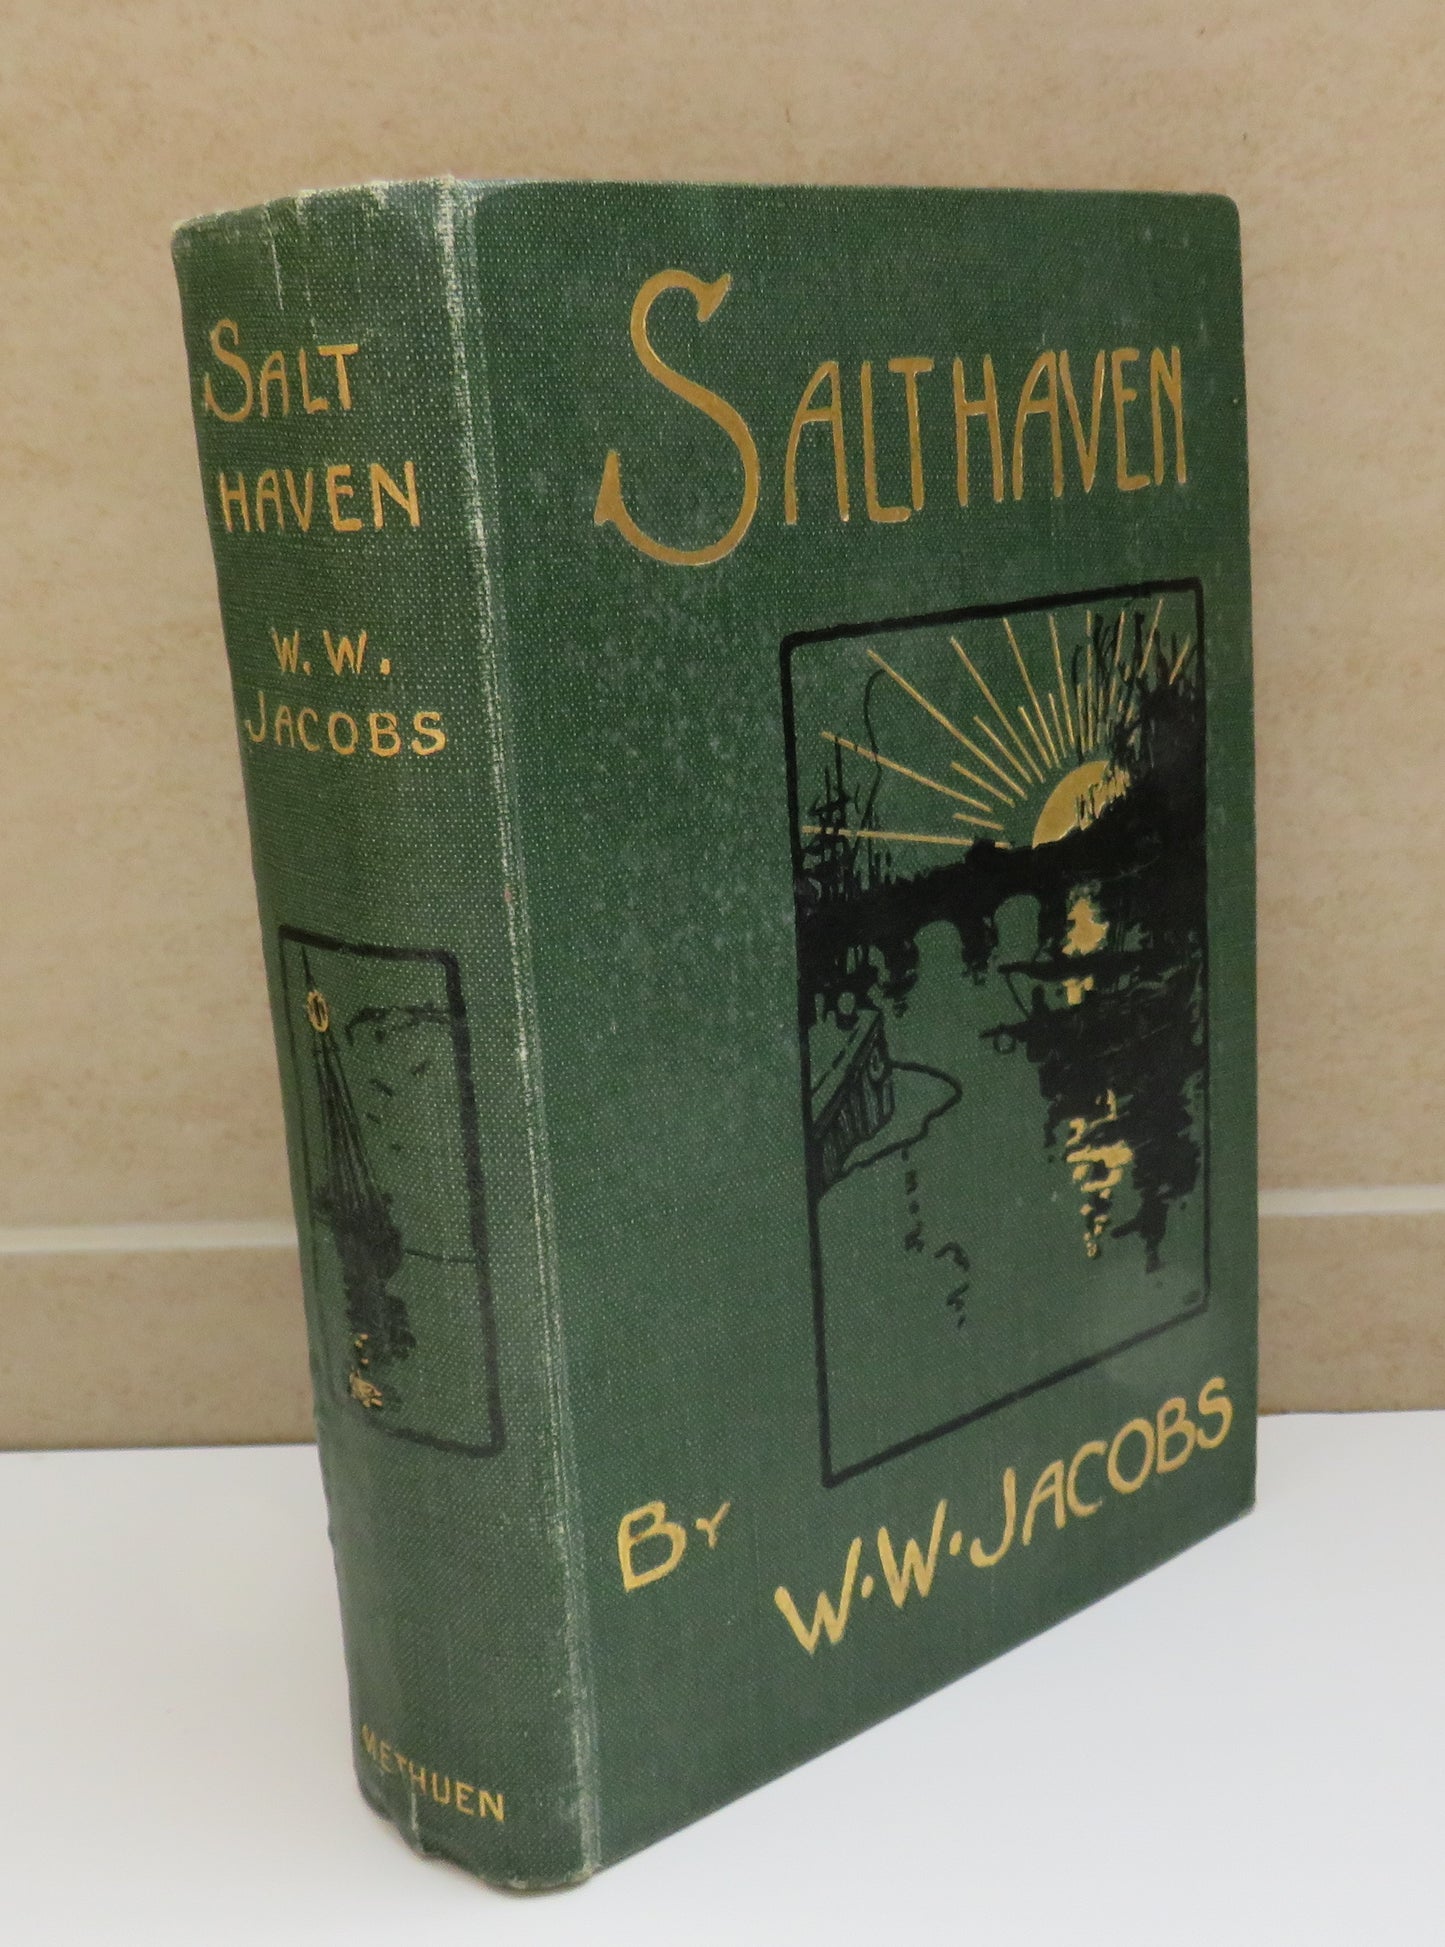 SALT
HAVEN
W. W.
JACOBS
METHUEN
SALTHAVEN
BY
W.W. JACOBS